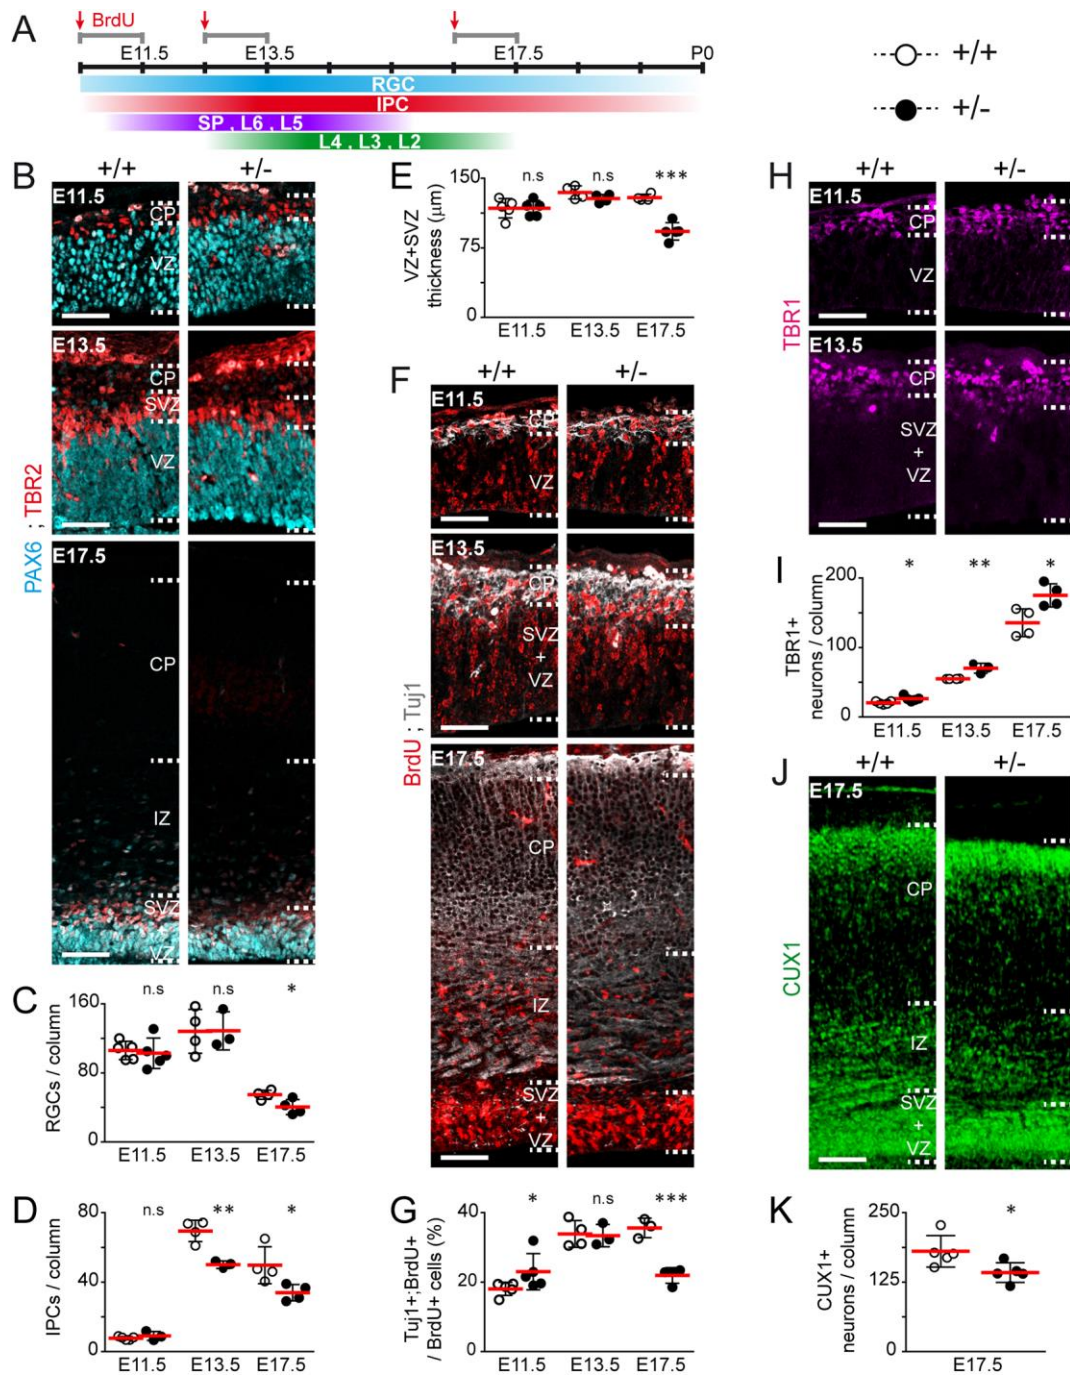 A
BrdU
E11.5 E13.5 E17.5 P0
RGC
IPC
SP , L6 , L5
L4 , L3 , L2
+/+
+/-
B
+/+ +/-
PAX6 ; TBR2
E11.5
CP
VZ
E13.5
CP
SVZ
VZ
E17.5
CP
IZ
SVZ
+
VZ
C
RGCs / column
160
80
0
n.s n.s *
E11.5 E13.5 E17.5
D
IPCs / column
80
40
0
n.s ** *
E11.5 E13.5 E17.5
E
VZ+SVZ
thickness (μm)
150
75
0
n.s n.s ***
E11.5 E13.5 E17.5
F
+/+ +/-
BrdU ; Tuj1
E11.5
CP
VZ
E13.5
CP
SVZ
+
VZ
E17.5
CP
IZ
SVZ
+
VZ
G
Tuj1+;BrdU+
/ BrdU+ cells (%)
40
20
0
* n.s ***
E11.5 E13.5 E17.5
H
+/+ +/-
TBR1
E11.5
CP
VZ
E13.5
CP
SVZ
+
VZ
I
TBR1+
neurons / column
200
100
0
* ** *
E11.5 E13.5 E17.5
J
+/+ +/-
CUX1
E17.5
CP
IZ
SVZ
+
VZ
K
CUX1+
neurons / column
250
125
0
*
E17.5